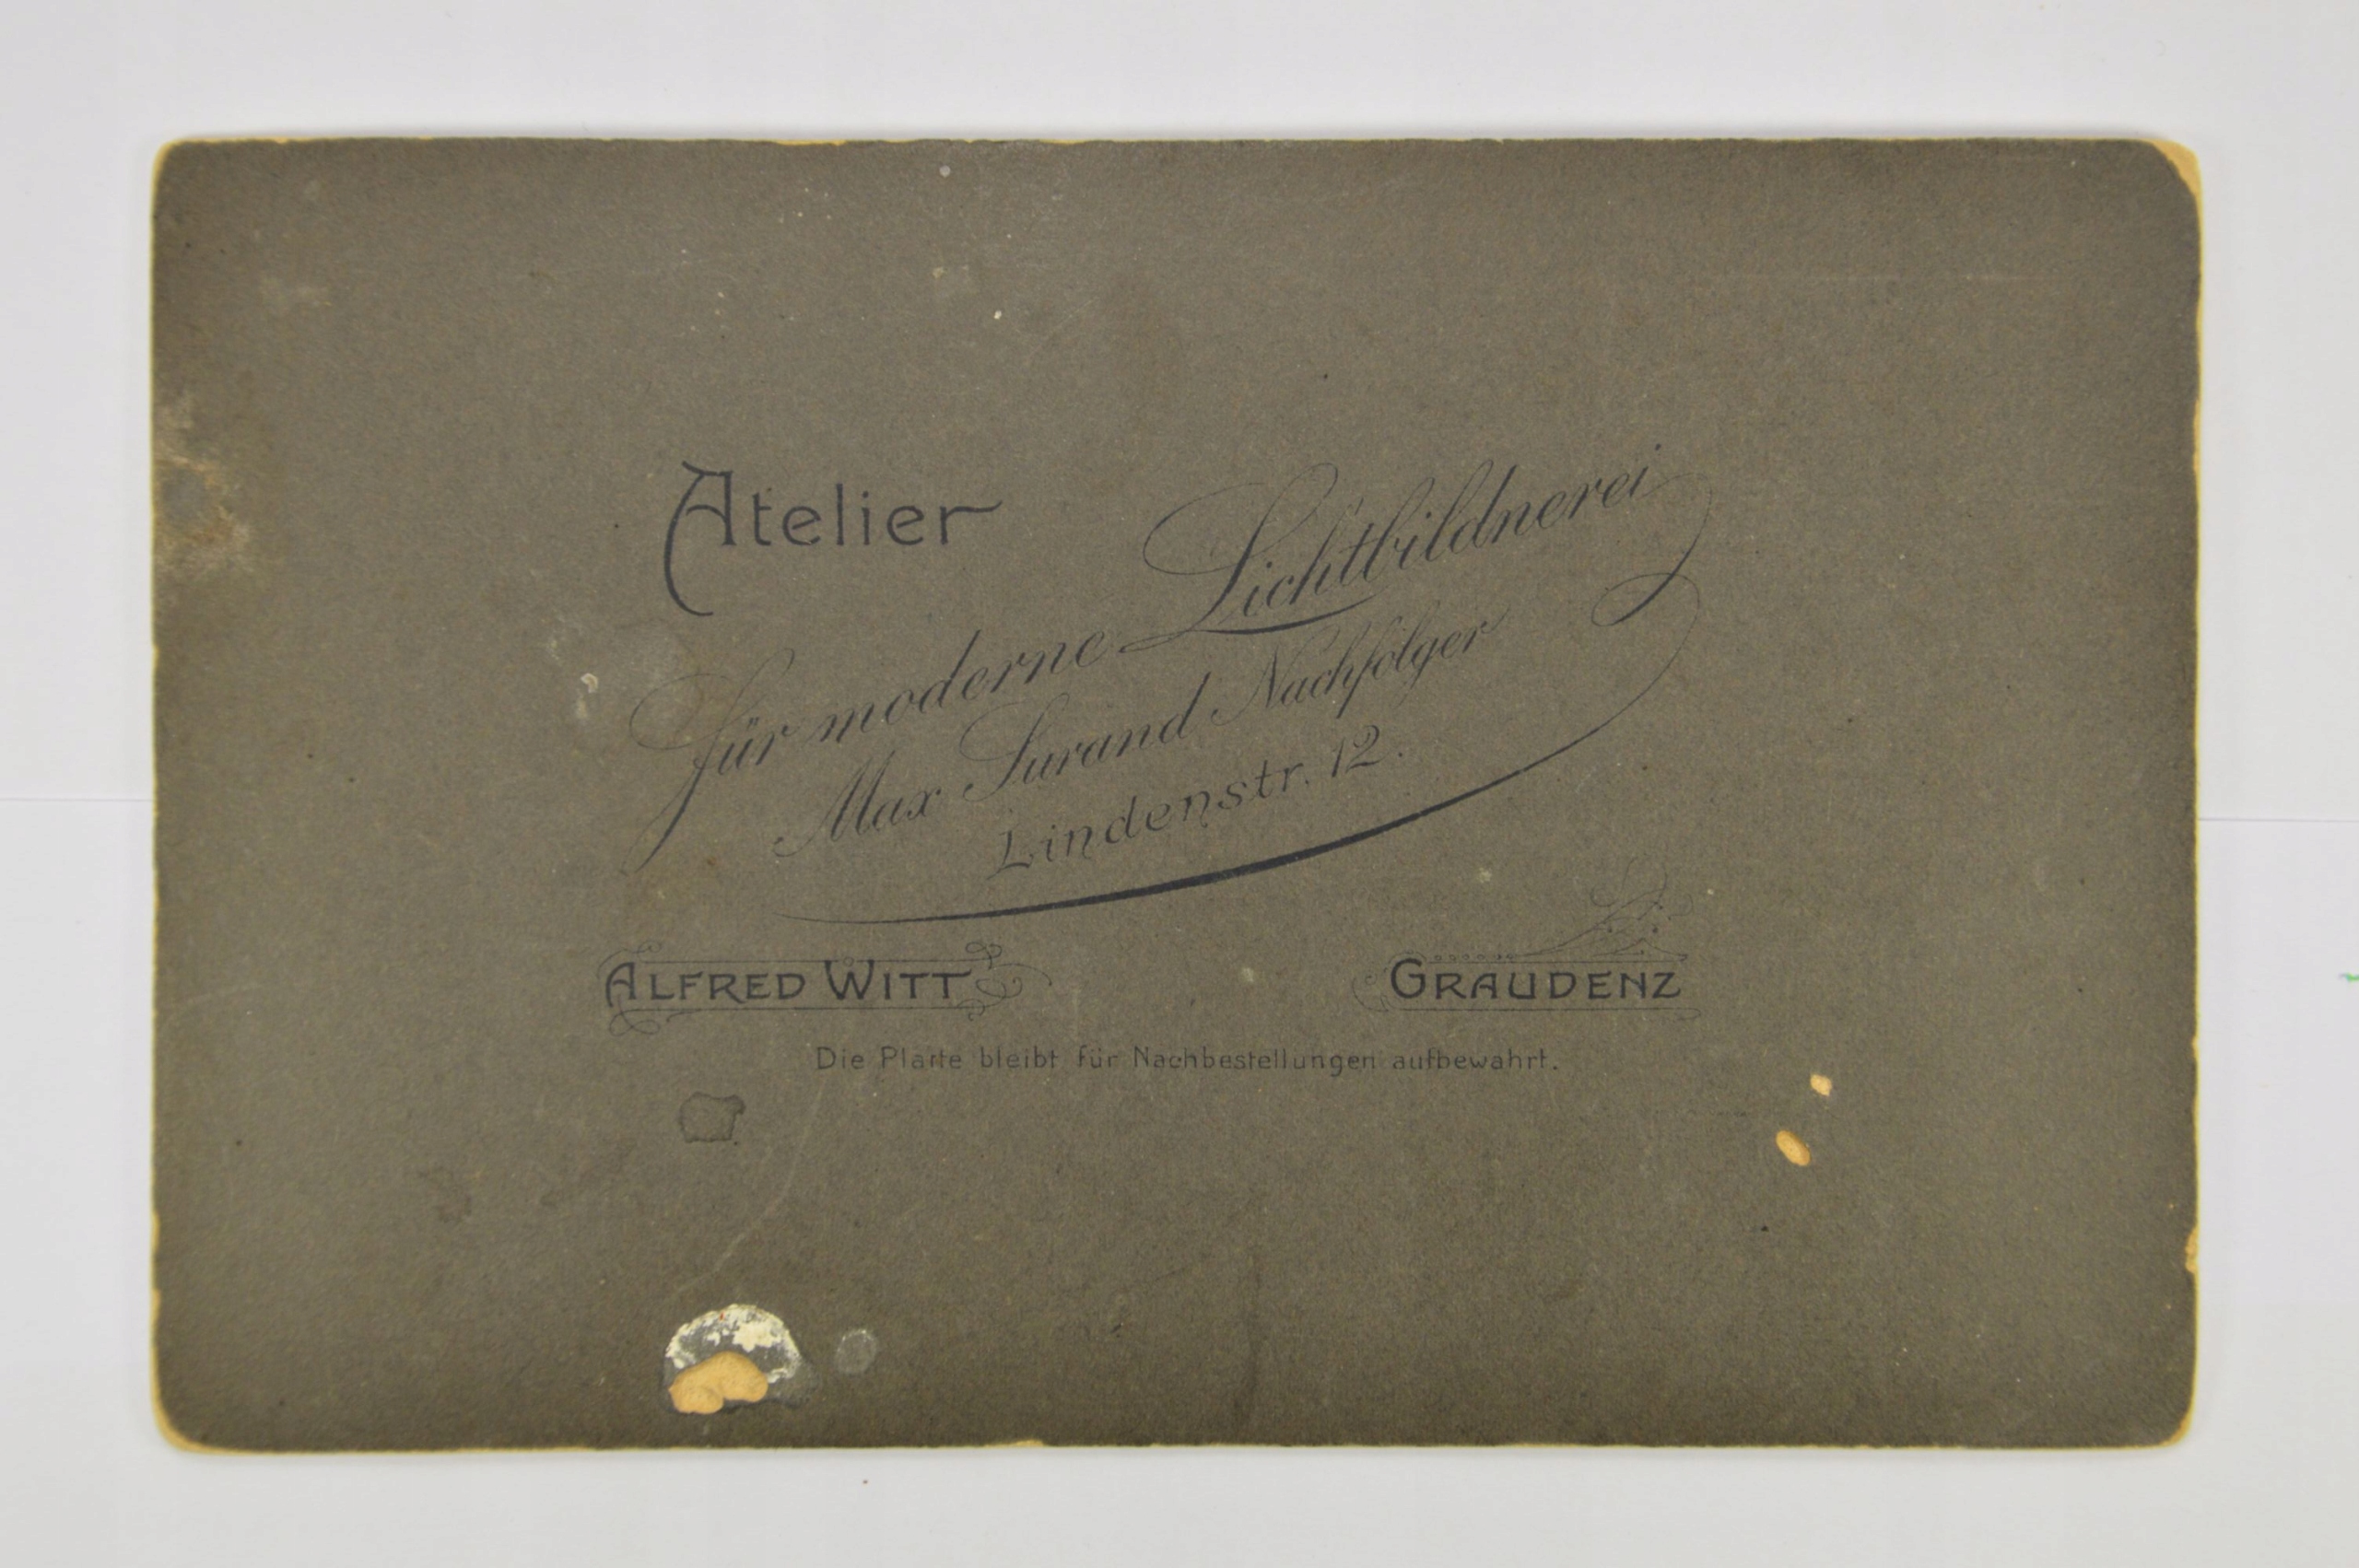 Atelier
für moderne Lichtbildnerei
Max Surand Nachfolger
Lindenstr. 12.
ALFRED WITT
GRAUDENZ
Die Platte bleibt für Nachbestellungen aufbewahrt.